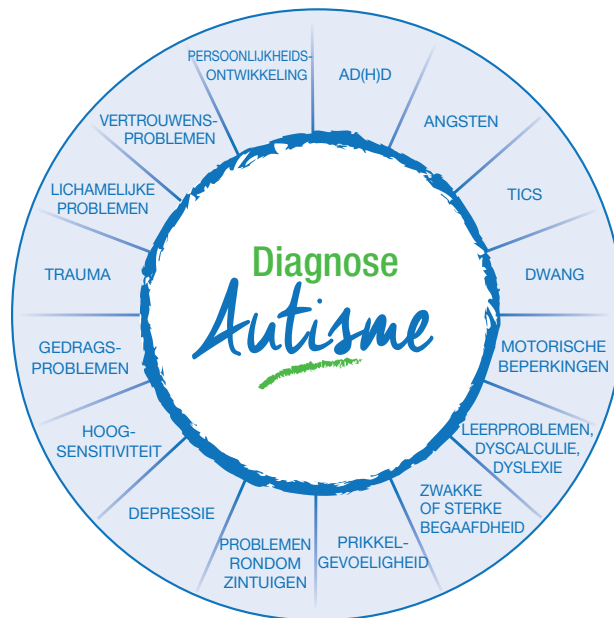 PERSOONLIJKHEIDS-
ONTWIKKELING
AD(H)D
ANGSTEN
TICS
DWANG
MOTORISCHE
BEPERKINGEN
LEERPROBLEMEN,
DYSCALCULIE,
DYSLEXIE
ZWAKKE
OF STERKE
BEGAAFDHEID
PRIKKEL-
GEVOELIGHEID
PROBLEMEN
RONDOM
ZINTUIGEN
DEPRESSIE
HOOG-
SENSITIVITEIT
GEDRAGS-
PROBLEMEN
TRAUMA
LICHAMELIJKE
PROBLEMEN
VERTROUWENS-
PROBLEMEN
Diagnose
Autisme